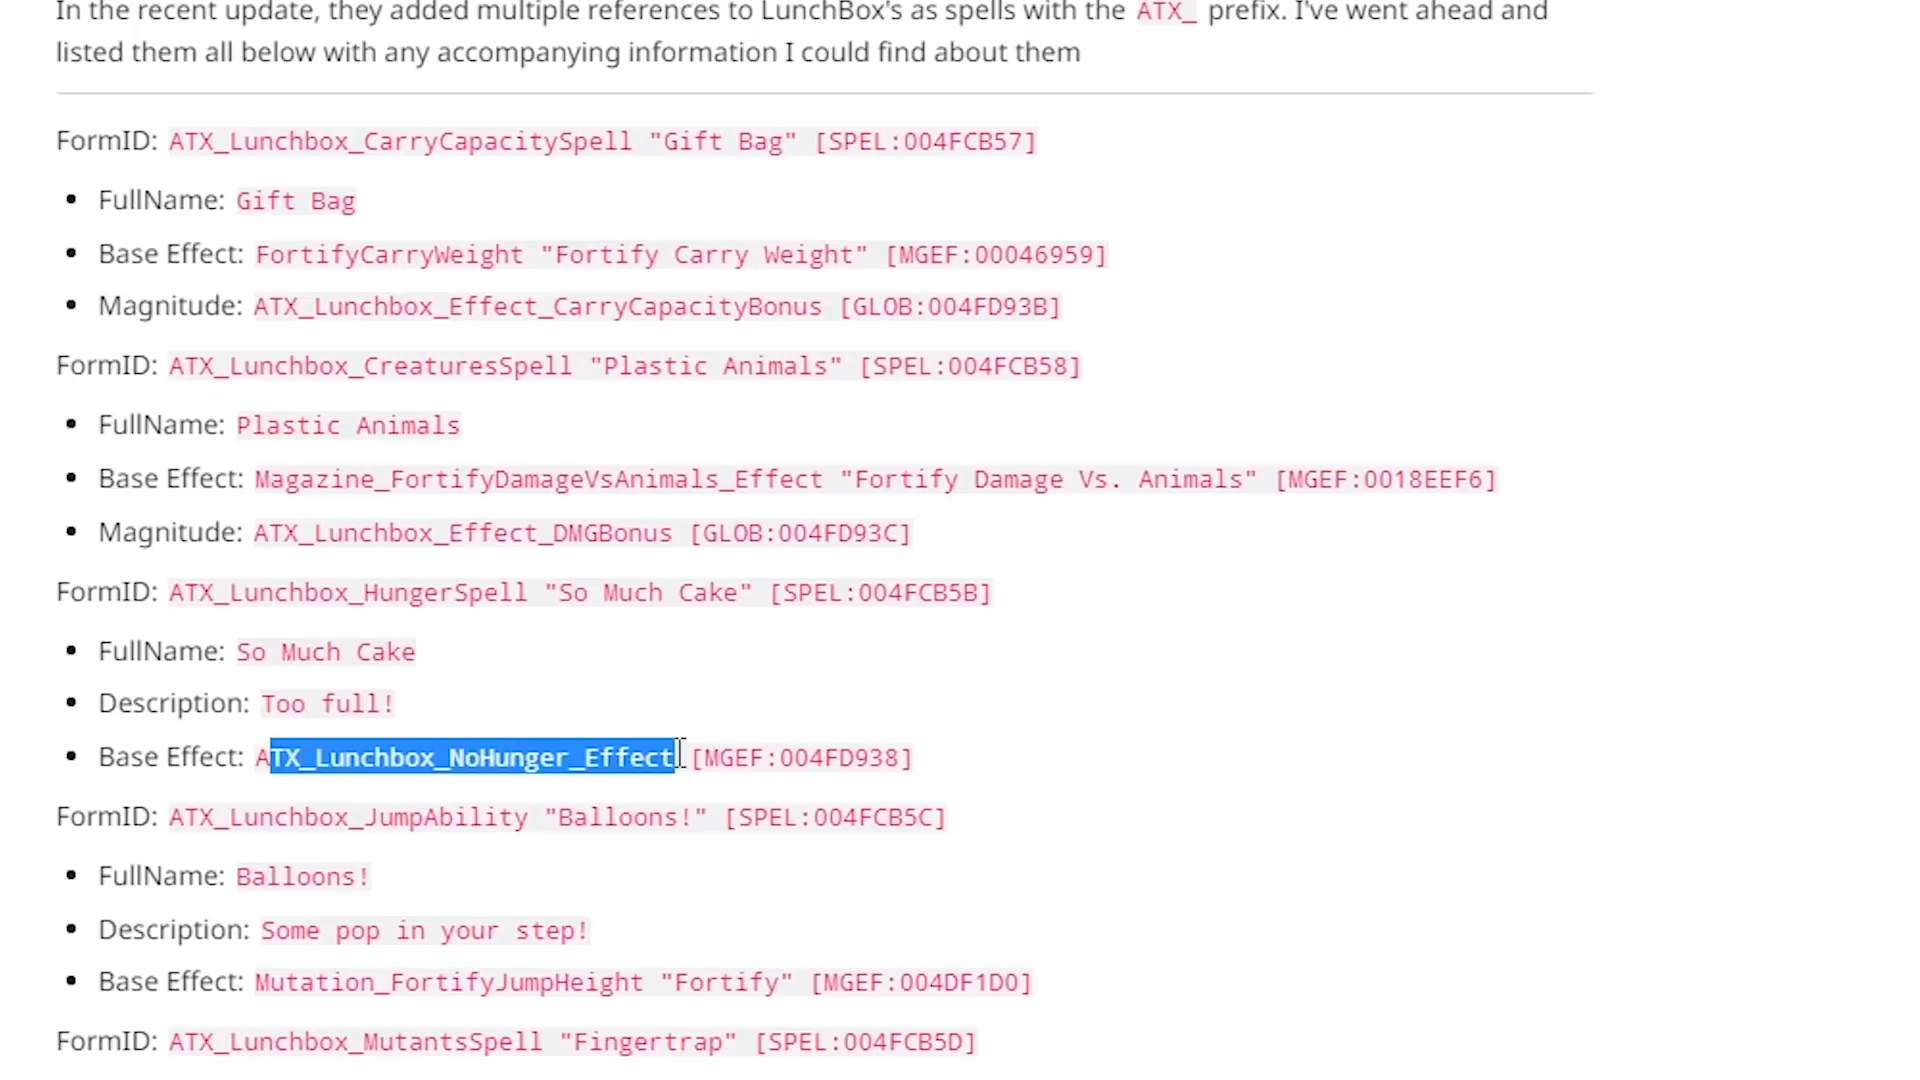 In the recent update, they added multiple references to LunchBox's as spells with the ATX_ prefix. I've went ahead and
listed them all below with any accompanying information I could find about them
FormID: ATX_Lunchbox_CarryCapacitySpell "Gift Bag" [SPEL:004FCB57]
• FullName: Gift Bag
• Base Effect: FortifyCarryWeight "Fortify Carry Weight" [MGEF:00046959]
• Magnitude: ATX_Lunchbox_Effect_CarryCapacityBonus [GLOB:004FD93B]
FormID: ATX_Lunchbox_CreaturesSpell "Plastic Animals" [SPEL:004FCB58]
• FullName: Plastic Animals
• Base Effect: Magazine_FortifyDamageVsAnimals_Effect "Fortify Damage Vs. Animals" [MGEF:0018EEF6]
• Magnitude: ATX_Lunchbox_Effect_DMGBonus [GLOB:004FD93C]
FormID: ATX_Lunchbox_HungerSpell "So Much Cake" [SPEL:004FCB5B]
• FullName: So Much Cake
• Description: Too full!
• Base Effect: ATX_Lunchbox_NoHunger_Effect [MGEF:004FD938]
FormID: ATX_Lunchbox_JumpAbility "Balloons!" [SPEL:004FCB5C]
• FullName: Balloons!
• Description: Some pop in your step!
• Base Effect: Mutation_FortifyJumpHeight "Fortify" [MGEF:004DF1D0]
FormID: ATX_Lunchbox_MutantsSpell "Fingertrap" [SPEL:004FCB5D]